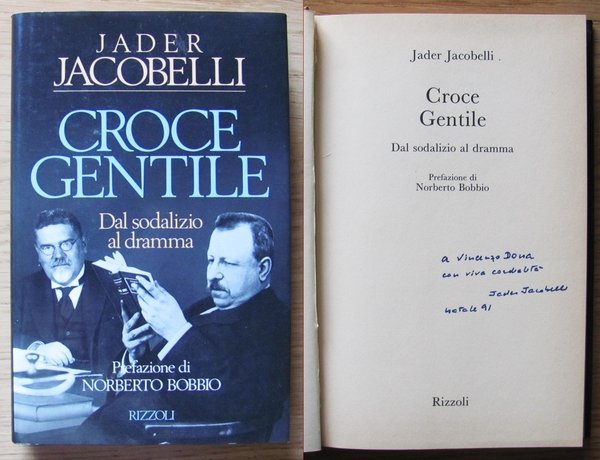 JADER
JACOBELLI
CROCE
GENTILE
Dal sodalizio
al dramma
Prefazione di
NORBERTO BOBBIO
RIZZOLI
Jader Jacobelli
Croce
Gentile
Dal sodalizio al dramma
Prefazione di
Norberto Bobbio
a Vincenzo Dona
con viva cordialità
Jader Jacobelli
natale 91
Rizzoli